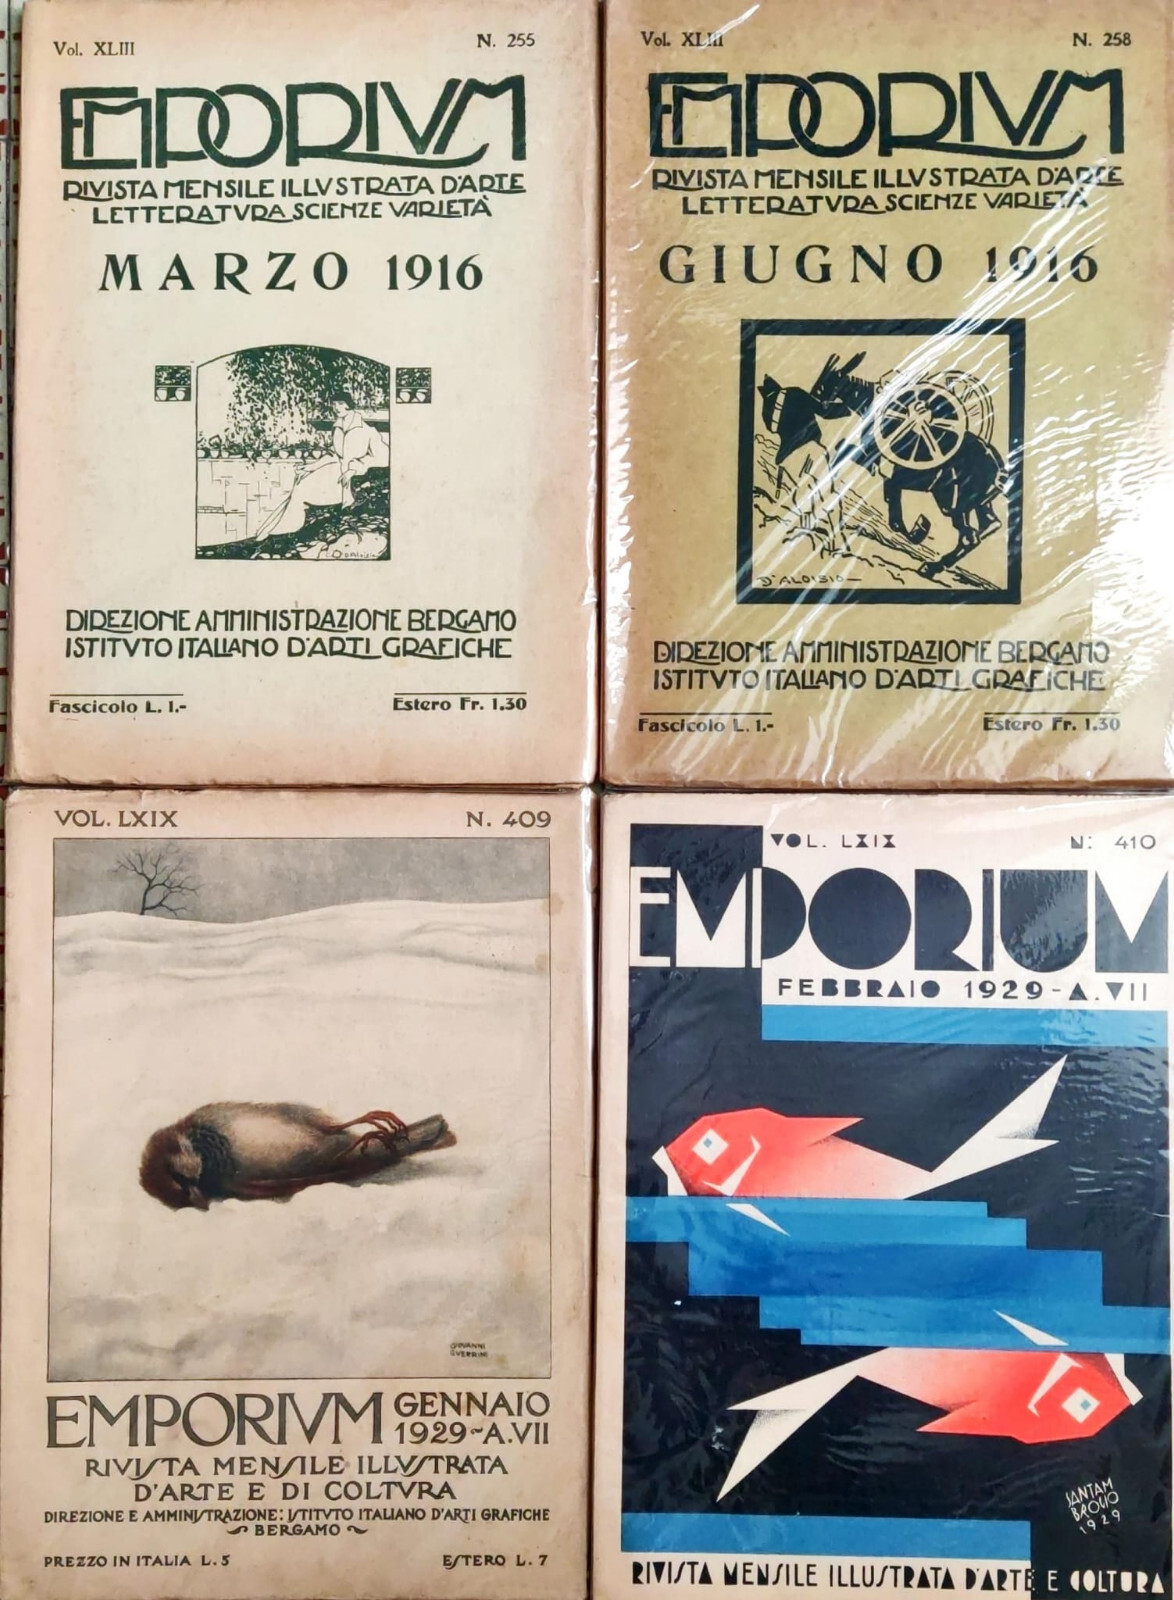 Vol. XLIII
N. 255
EMPORIVM
RIVISTA MENSILE ILLVSTRATA D'ARTE
LETTERATVRA SCIENZE VARIETÀ
MARZO 1916
DIREZIONE AMMINISTRAZIONE BERGAMO
ISTITVTO ITALIANO D'ARTI GRAFICHE
Fascicolo L. 1.-
Estero Fr. 1.30
Vol. XLIII
N. 258
EMPORIVM
RIVISTA MENSILE ILLVSTRATA D'ARTE
LETTERATVRA SCIENZE VARIETÀ
GIUGNO 1916
D'ALOISIO
DIREZIONE AMMINISTRAZIONE BERGAMO
ISTITVTO ITALIANO D'ARTI GRAFICHE
Fascicolo L. 1.-
Estero Fr. 1.30
VOL. LXIX
N. 409
GIOVANNI
GUERRINI
EMPORIVM GENNAIO
1929~A.VII
RIVISTA MENSILE ILLVSTRATA
D'ARTE E DI COLTVRA
DIREZIONE E AMMINISTRAZIONE: ISTITVTO ITALIANO D'ARTI GRAFICHE
~ BERGAMO ~
PREZZO IN ITALIA L. 5
ESTERO L. 7
VOL. LXIX
N: 410
EMPORIUM
FEBBRAIO 1929-A.VII
SANTAM
BROGIO
1929
RIVISTA MENSILE ILLUSTRATA D'ARTE E COLTURA